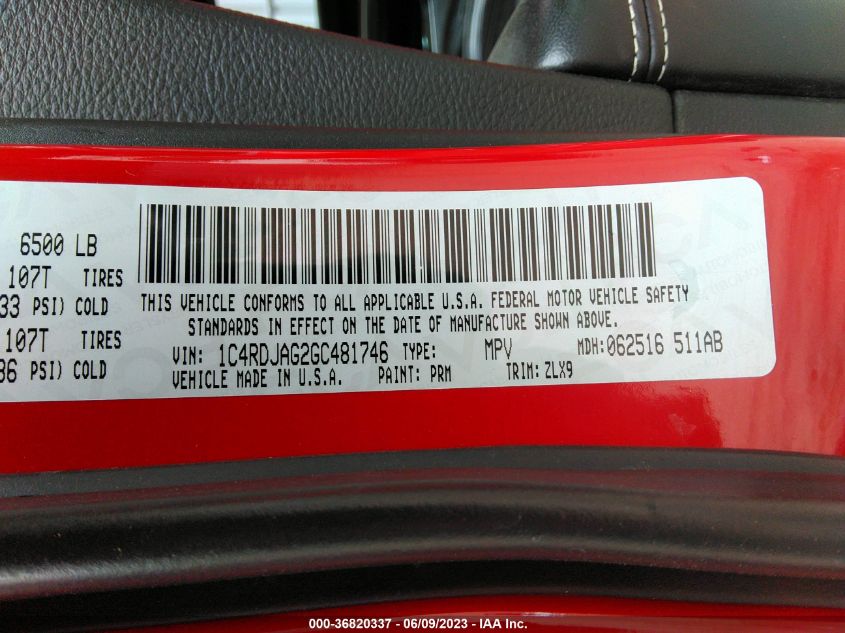 6500 LB
107T TIRES
33 PSI) COLD
107T TIRES
36 PSI) COLD
THIS VEHICLE CONFORMS TO ALL APPLICABLE U.S.A. FEDERAL MOTOR VEHICLE SAFETY
STANDARDS IN EFFECT ON THE DATE OF MANUFACTURE SHOWN ABOVE.
VIN: 1C4RDJAG2GC481746 TYPE: MPV MDH:062516 511AB
VEHICLE MADE IN U.S.A. PAINT: PRM TRIM: ZLX9
000-36820337 - 06/09/2023 - IAA Inc.